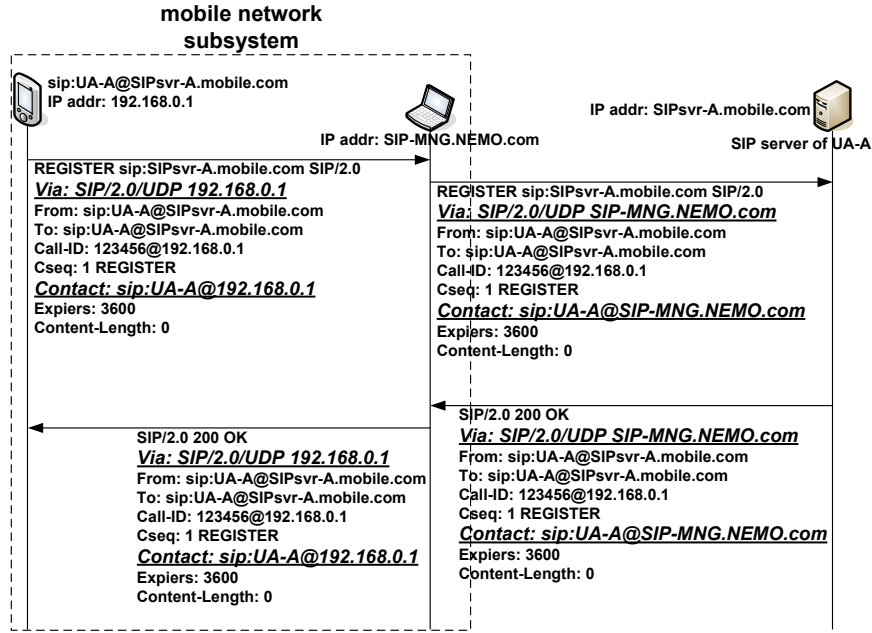 mobile network
subsystem
sip:UA-A@SIPsvr-A.mobile.com
IP addr: 192.168.0.1
IP addr: SIP-MNG.NEMO.com
IP addr: SIPsvr-A.mobile.com
SIP server of UA-A
REGISTER sip:SIPsvr-A.mobile.com SIP/2.0
Via: SIP/2.0/UDP 192.168.0.1
From: sip:UA-A@SIPsvr-A.mobile.com
To: sip:UA-A@SIPsvr-A.mobile.com
Call-ID: 123456@192.168.0.1
Cseq: 1 REGISTER
Contact: sip:UA-A@192.168.0.1
Expiers: 3600
Content-Length: 0
REGISTER sip:SIPsvr-A.mobile.com SIP/2.0
Via: SIP/2.0/UDP SIP-MNG.NEMO.com
From: sip:UA-A@SIPsvr-A.mobile.com
To: sip:UA-A@SIPsvr-A.mobile.com
Call-ID: 123456@192.168.0.1
Cseq: 1 REGISTER
Contact: sip:UA-A@SIP-MNG.NEMO.com
Expiers: 3600
Content-Length: 0
SIP/2.0 200 OK
Via: SIP/2.0/UDP SIP-MNG.NEMO.com
From: sip:UA-A@SIPsvr-A.mobile.com
To: sip:UA-A@SIPsvr-A.mobile.com
Call-ID: 123456@192.168.0.1
Cseq: 1 REGISTER
Contact: sip:UA-A@SIP-MNG.NEMO.com
Expiers: 3600
Content-Length: 0
SIP/2.0 200 OK
Via: SIP/2.0/UDP 192.168.0.1
From: sip:UA-A@SIPsvr-A.mobile.com
To: sip:UA-A@SIPsvr-A.mobile.com
Call-ID: 123456@192.168.0.1
Cseq: 1 REGISTER
Contact: sip:UA-A@192.168.0.1
Expiers: 3600
Content-Length: 0